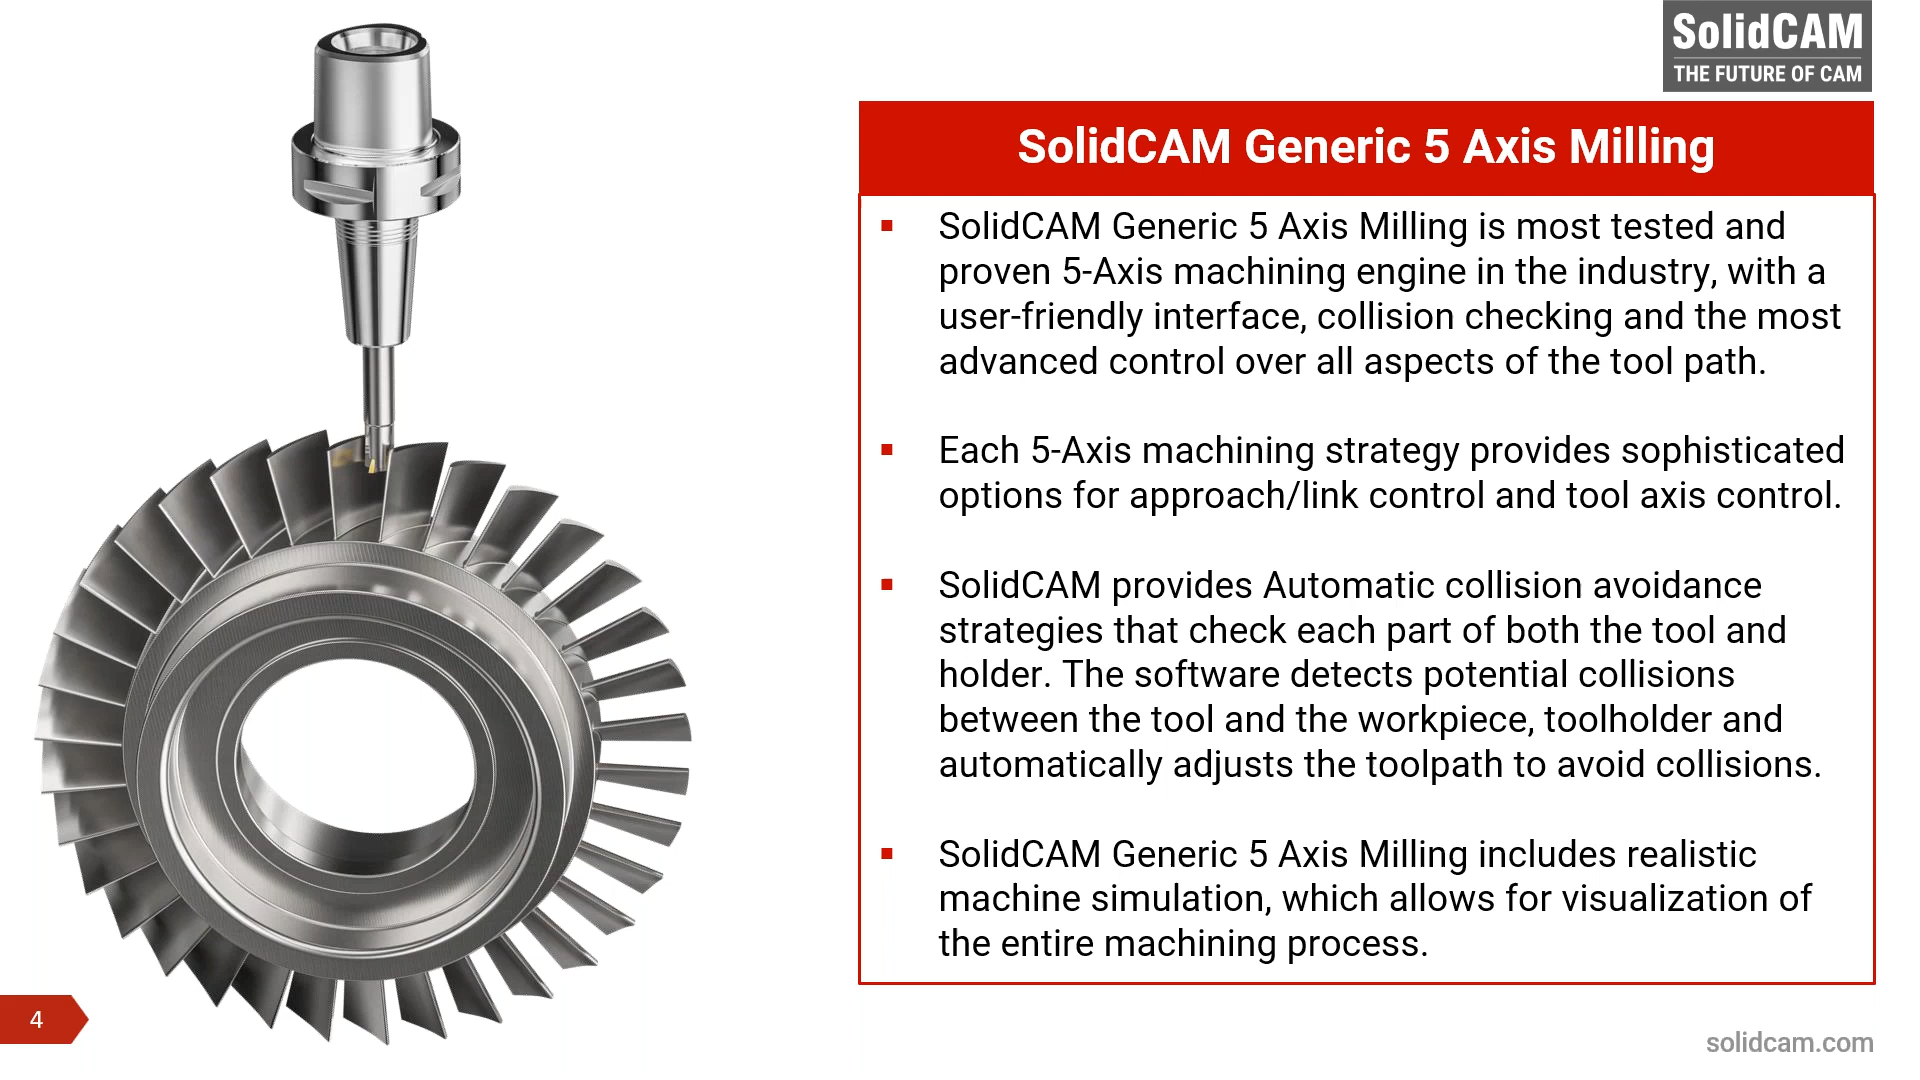 SolidCAM
THE FUTURE OF CAM
SolidCAM Generic 5 Axis Milling
▪ SolidCAM Generic 5 Axis Milling is most tested and
proven 5-Axis machining engine in the industry, with a
user-friendly interface, collision checking and the most
advanced control over all aspects of the tool path.
▪ Each 5-Axis machining strategy provides sophisticated
options for approach/link control and tool axis control.
▪ SolidCAM provides Automatic collision avoidance
strategies that check each part of both the tool and
holder. The software detects potential collisions
between the tool and the workpiece, toolholder and
automatically adjusts the toolpath to avoid collisions.
▪ SolidCAM Generic 5 Axis Milling includes realistic
machine simulation, which allows for visualization of
the entire machining process.
4
solidcam.com